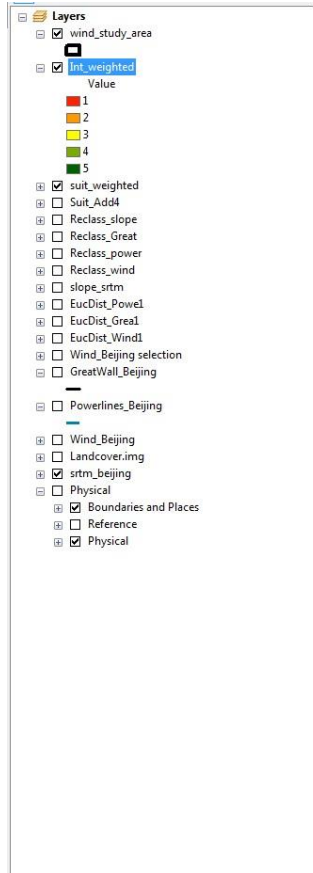 Layers
wind_study_area
Int_weighted
Value
1
2
3
4
5
suit_weighted
Suit_Add4
Reclass_slope
Reclass_Great
Reclass_power
Reclass_wind
slope_srtm
EucDist_Powe1
EucDist_Grea1
EucDist_Wind1
Wind_Beijing selection
GreatWall_Beijing
Powerlines_Beijing
Wind_Beijing
Landcover.img
srtm_beijing
Physical
Boundaries and Places
Reference
Physical